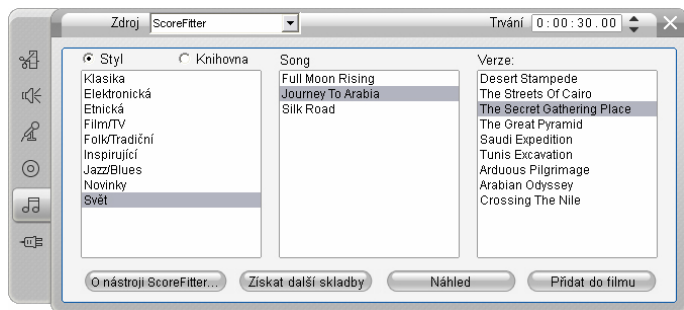 Zdroj ScoreFitter Trvání 0:00:30.00
Styl Knihovna
Klasika
Elektronická
Etnická
Film/TV
Folk/Tradiční
Inspirující
Jazz/Blues
Novinky
Svět
Song
Full Moon Rising
Journey To Arabia
Silk Road
Verze:
Desert Stampede
The Streets Of Cairo
The Secret Gathering Place
The Great Pyramid
Saudi Expedition
Tunis Excavation
Arduous Pilgrimage
Arabian Odyssey
Crossing The Nile
O nástroji ScoreFitter... Získat další skladby Náhled Přidat do filmu